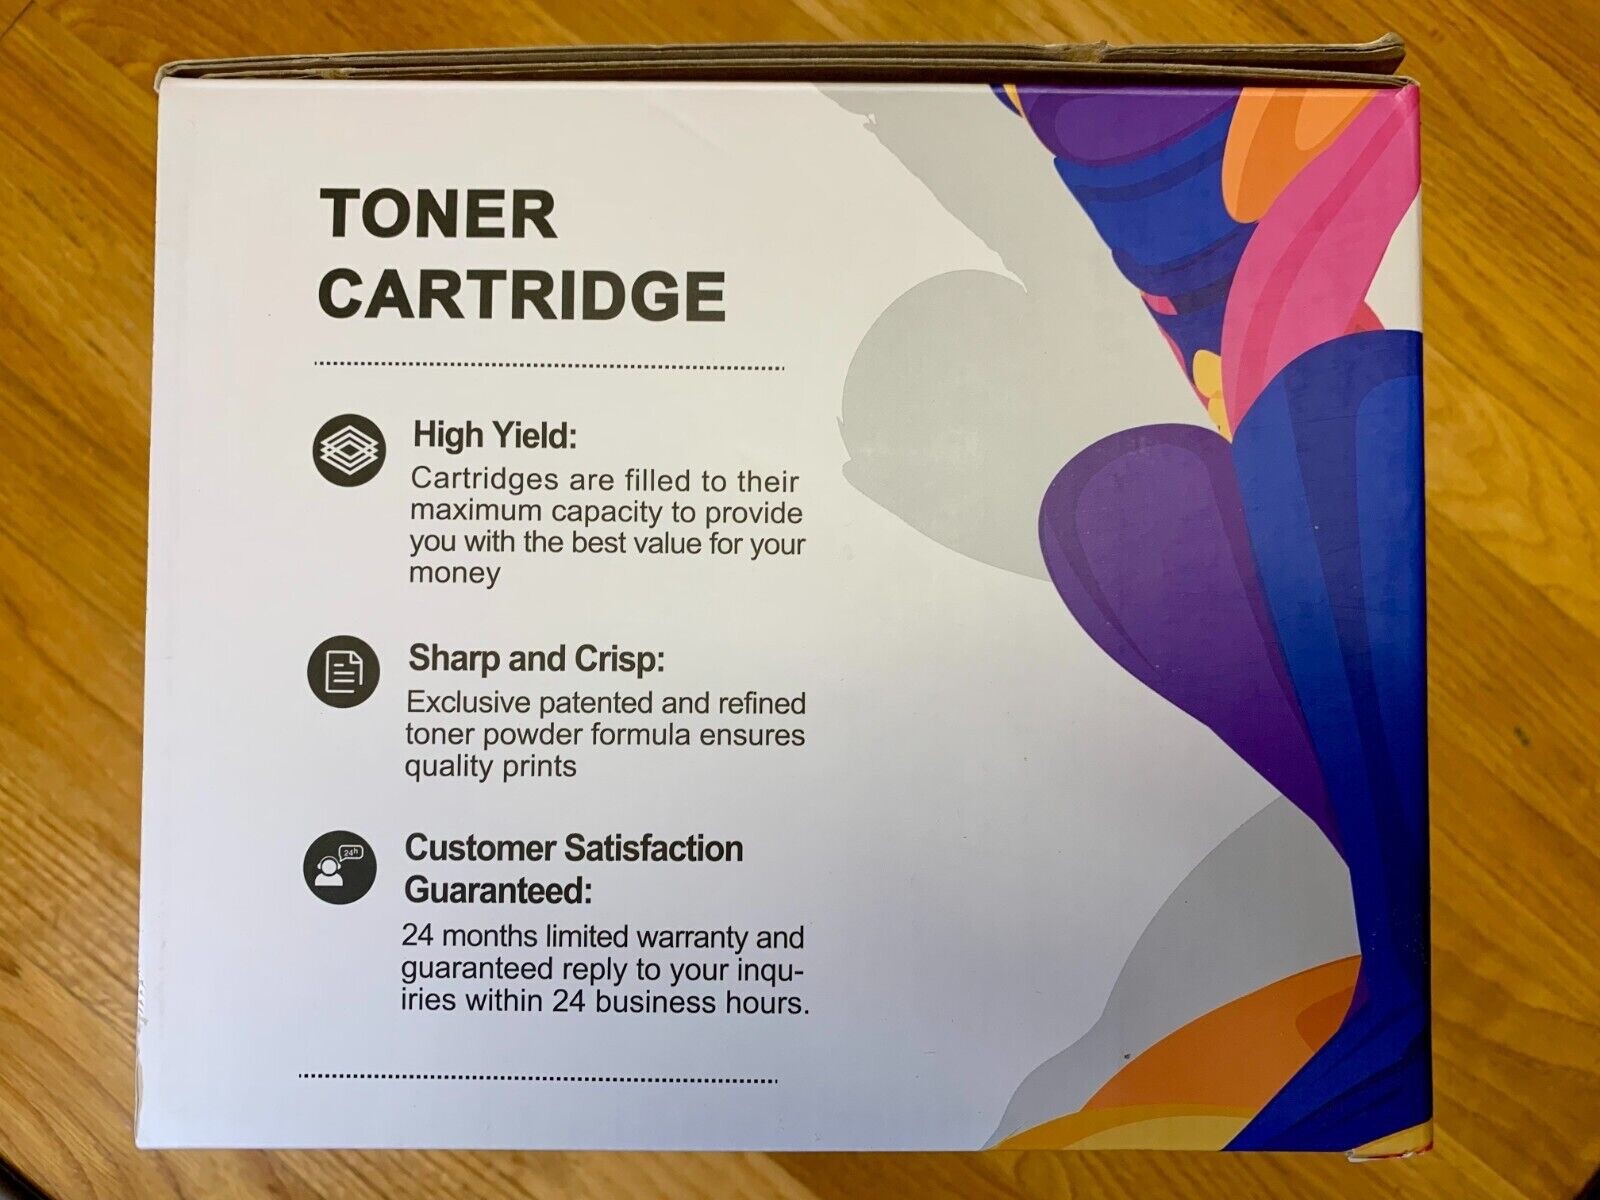 TONER
CARTRIDGE
High Yield:
Cartridges are filled to their
maximum capacity to provide
you with the best value for your
money
Sharp and Crisp:
Exclusive patented and refined
toner powder formula ensures
quality prints
24h
Customer Satisfaction
Guaranteed:
24 months limited warranty and
guaranteed reply to your inqu-
iries within 24 business hours.